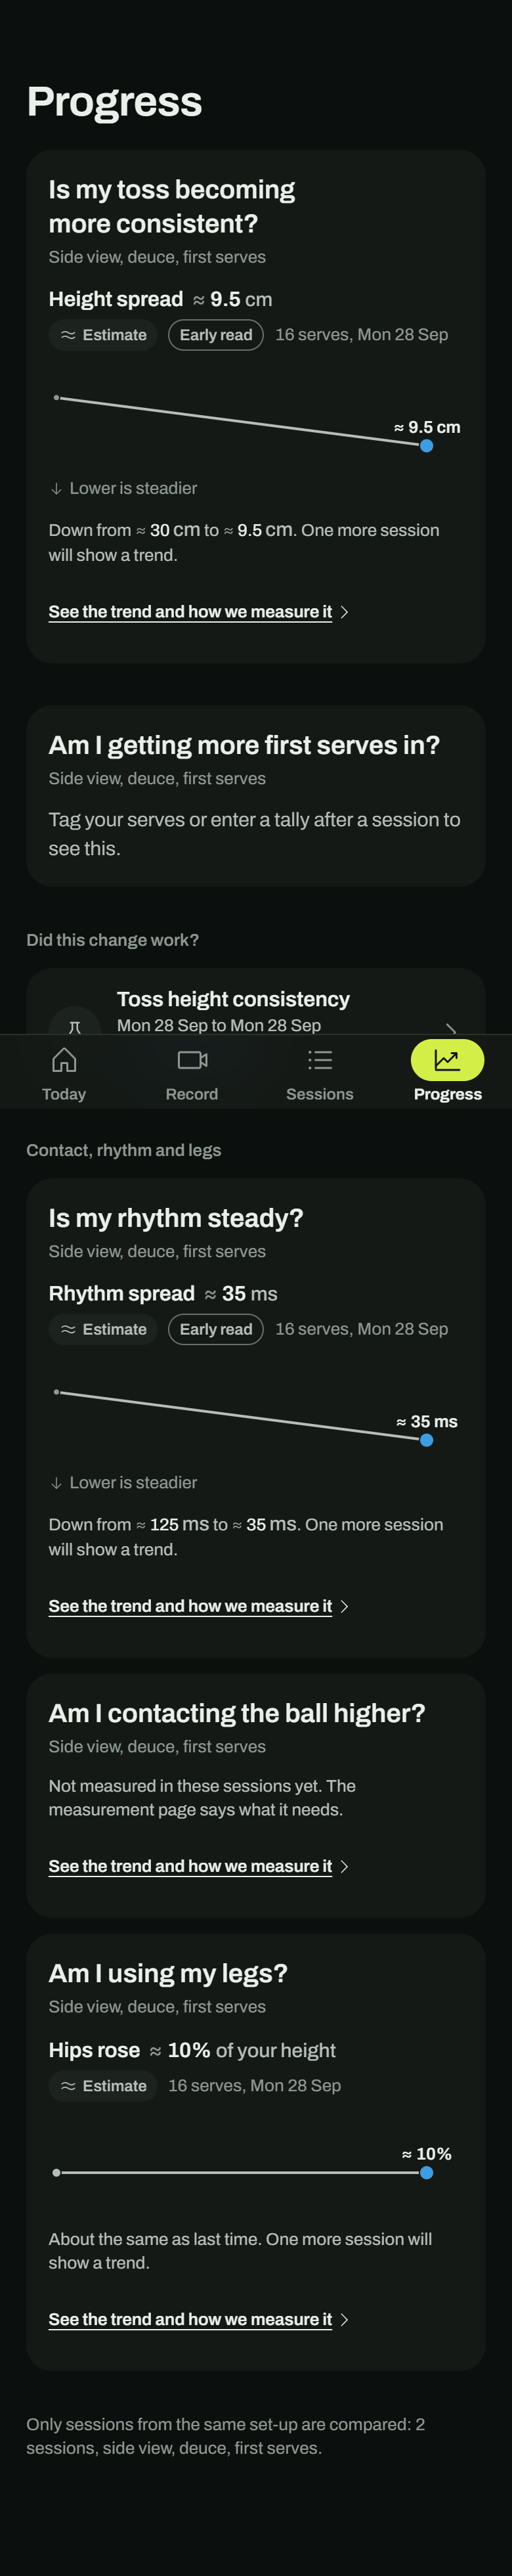 Progress
Is my toss becoming
more consistent?
Side view, deuce, first serves
Height spread ≈ 9.5 cm
Estimate Early read 16 serves, Mon 28 Sep
≈ 9.5 cm
↓ Lower is steadier
Down from ≈ 30 cm to ≈ 9.5 cm. One more session
will show a trend.
See the trend and how we measure it
Am I getting more first serves in?
Side view, deuce, first serves
Tag your serves or enter a tally after a session to
see this.
Did this change work?
Toss height consistency
Mon 28 Sep to Mon 28 Sep
Today Record Sessions Progress
Contact, rhythm and legs
Is my rhythm steady?
Side view, deuce, first serves
Rhythm spread ≈ 35 ms
Estimate Early read 16 serves, Mon 28 Sep
≈ 35 ms
↓ Lower is steadier
Down from ≈ 125 ms to ≈ 35 ms. One more session
will show a trend.
See the trend and how we measure it
Am I contacting the ball higher?
Side view, deuce, first serves
Not measured in these sessions yet. The
measurement page says what it needs.
See the trend and how we measure it
Am I using my legs?
Side view, deuce, first serves
Hips rose ≈ 10% of your height
Estimate 16 serves, Mon 28 Sep
≈ 10%
About the same as last time. One more session will
show a trend.
See the trend and how we measure it
Only sessions from the same set-up are compared: 2
sessions, side view, deuce, first serves.